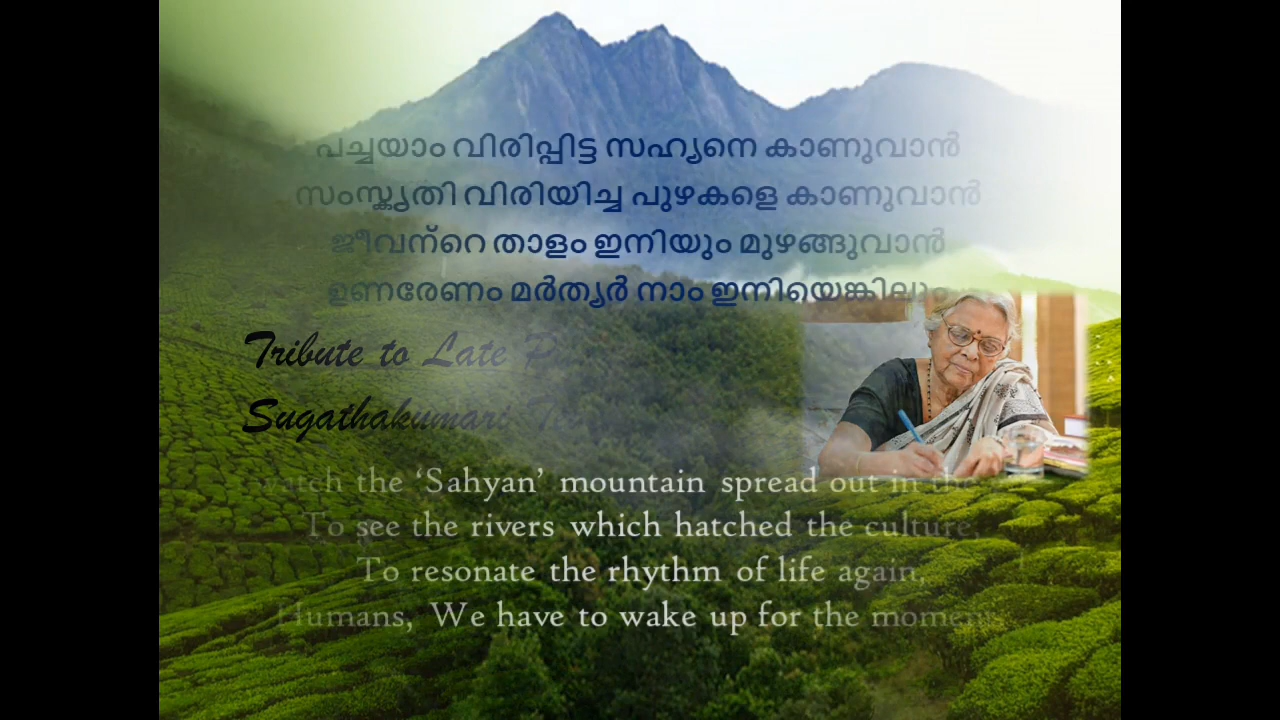 പച്ചയാം വിരിപ്പിട്ട സഹ്യനെ കാണുവാൻ
സംസ്കൃതി വിരിയിച്ച പുഴകളെ കാണുവാൻ
ജീവന്റെ താളം ഇനിയും മുഴങ്ങുവാൻ
ഉണരേണം മർത്യർ നാം ഇനിയെങ്കിലും
Tribute to Late
Sugathakumari
the ‘Sahyan’ mountain spread out in the
To see the rivers which hatched the culture,
To resonate the rhythm of life again,
Humans, We have to wake up for the